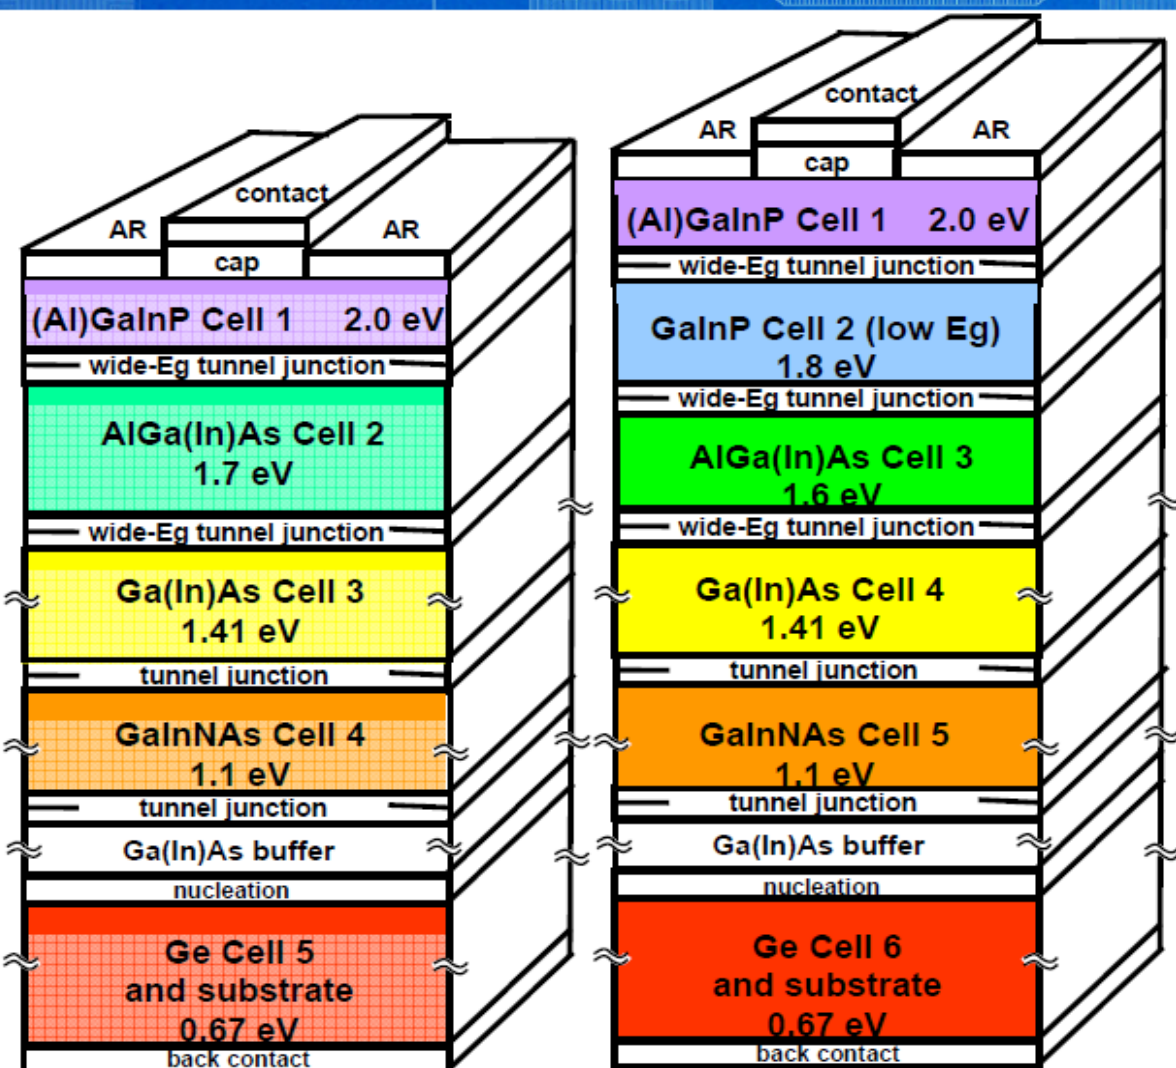 contact
AR
AR
cap
(Al)GaInP Cell 1 2.0 eV
wide-Eg tunnel junction
AlGa(In)As Cell 2
1.7 eV
wide-Eg tunnel junction
Ga(In)As Cell 3
1.41 eV
tunnel junction
GaInNAs Cell 4
1.1 eV
tunnel junction
Ga(In)As buffer
nucleation
Ge Cell 5
and substrate
0.67 eV
back contact
contact
AR
AR
cap
(Al)GaInP Cell 1 2.0 eV
wide-Eg tunnel junction
GaInP Cell 2 (low Eg)
1.8 eV
wide-Eg tunnel junction
AlGa(In)As Cell 3
1.6 eV
wide-Eg tunnel junction
Ga(In)As Cell 4
1.41 eV
tunnel junction
GaInNAs Cell 5
1.1 eV
tunnel junction
Ga(In)As buffer
nucleation
Ge Cell 6
and substrate
0.67 eV
back contact